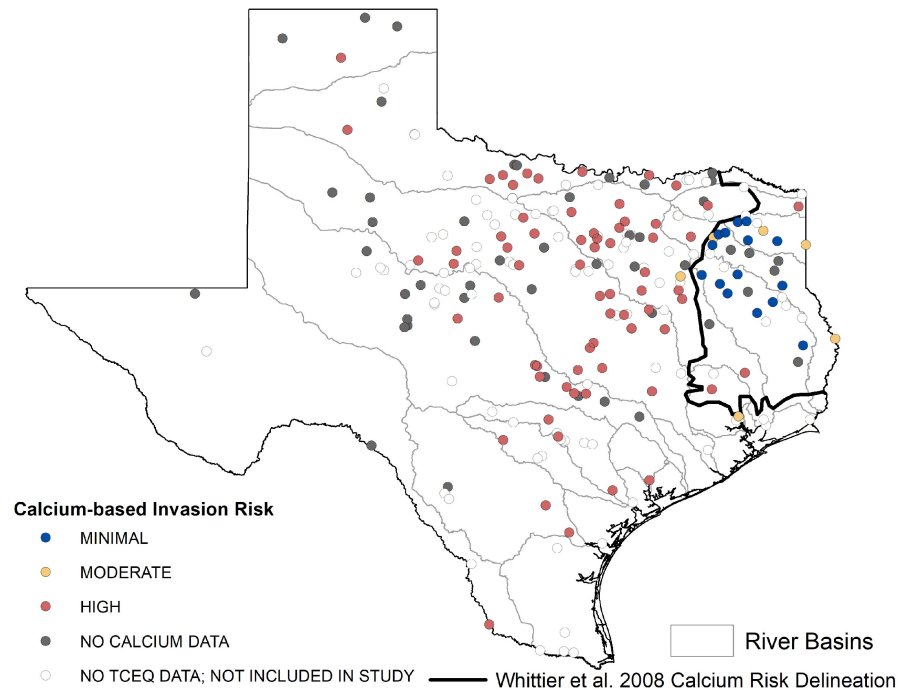 Calcium-based Invasion Risk
MINIMAL
MODERATE
HIGH
NO CALCIUM DATA
NO TCEQ DATA; NOT INCLUDED IN STUDY
River Basins
Whittier et al. 2008 Calcium Risk Delineation